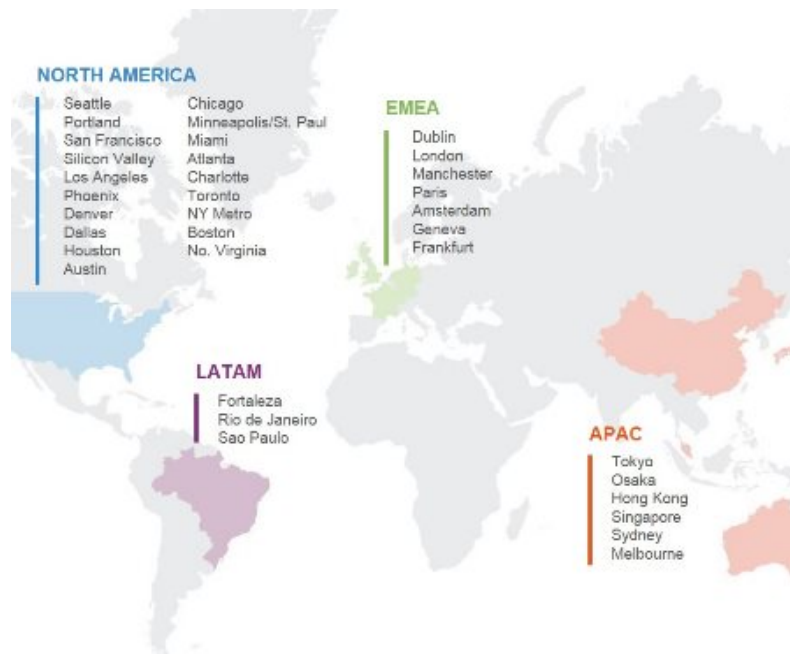 NORTH AMERICA
Seattle
Portland
San Francisco
Silicon Valley
Los Angeles
Phoenix
Denver
Dallas
Houston
Austin
Chicago
Minneapolis/St. Paul
Miami
Atlanta
Charlotte
Toronto
NY Metro
Boston
No. Virginia
EMEA
Dublin
London
Manchester
Paris
Amsterdam
Geneva
Frankfurt
LATAM
Fortaleza
Rio de Janeiro
Sao Paulo
APAC
Tokyo
Osaka
Hong Kong
Singapore
Sydney
Melbourne